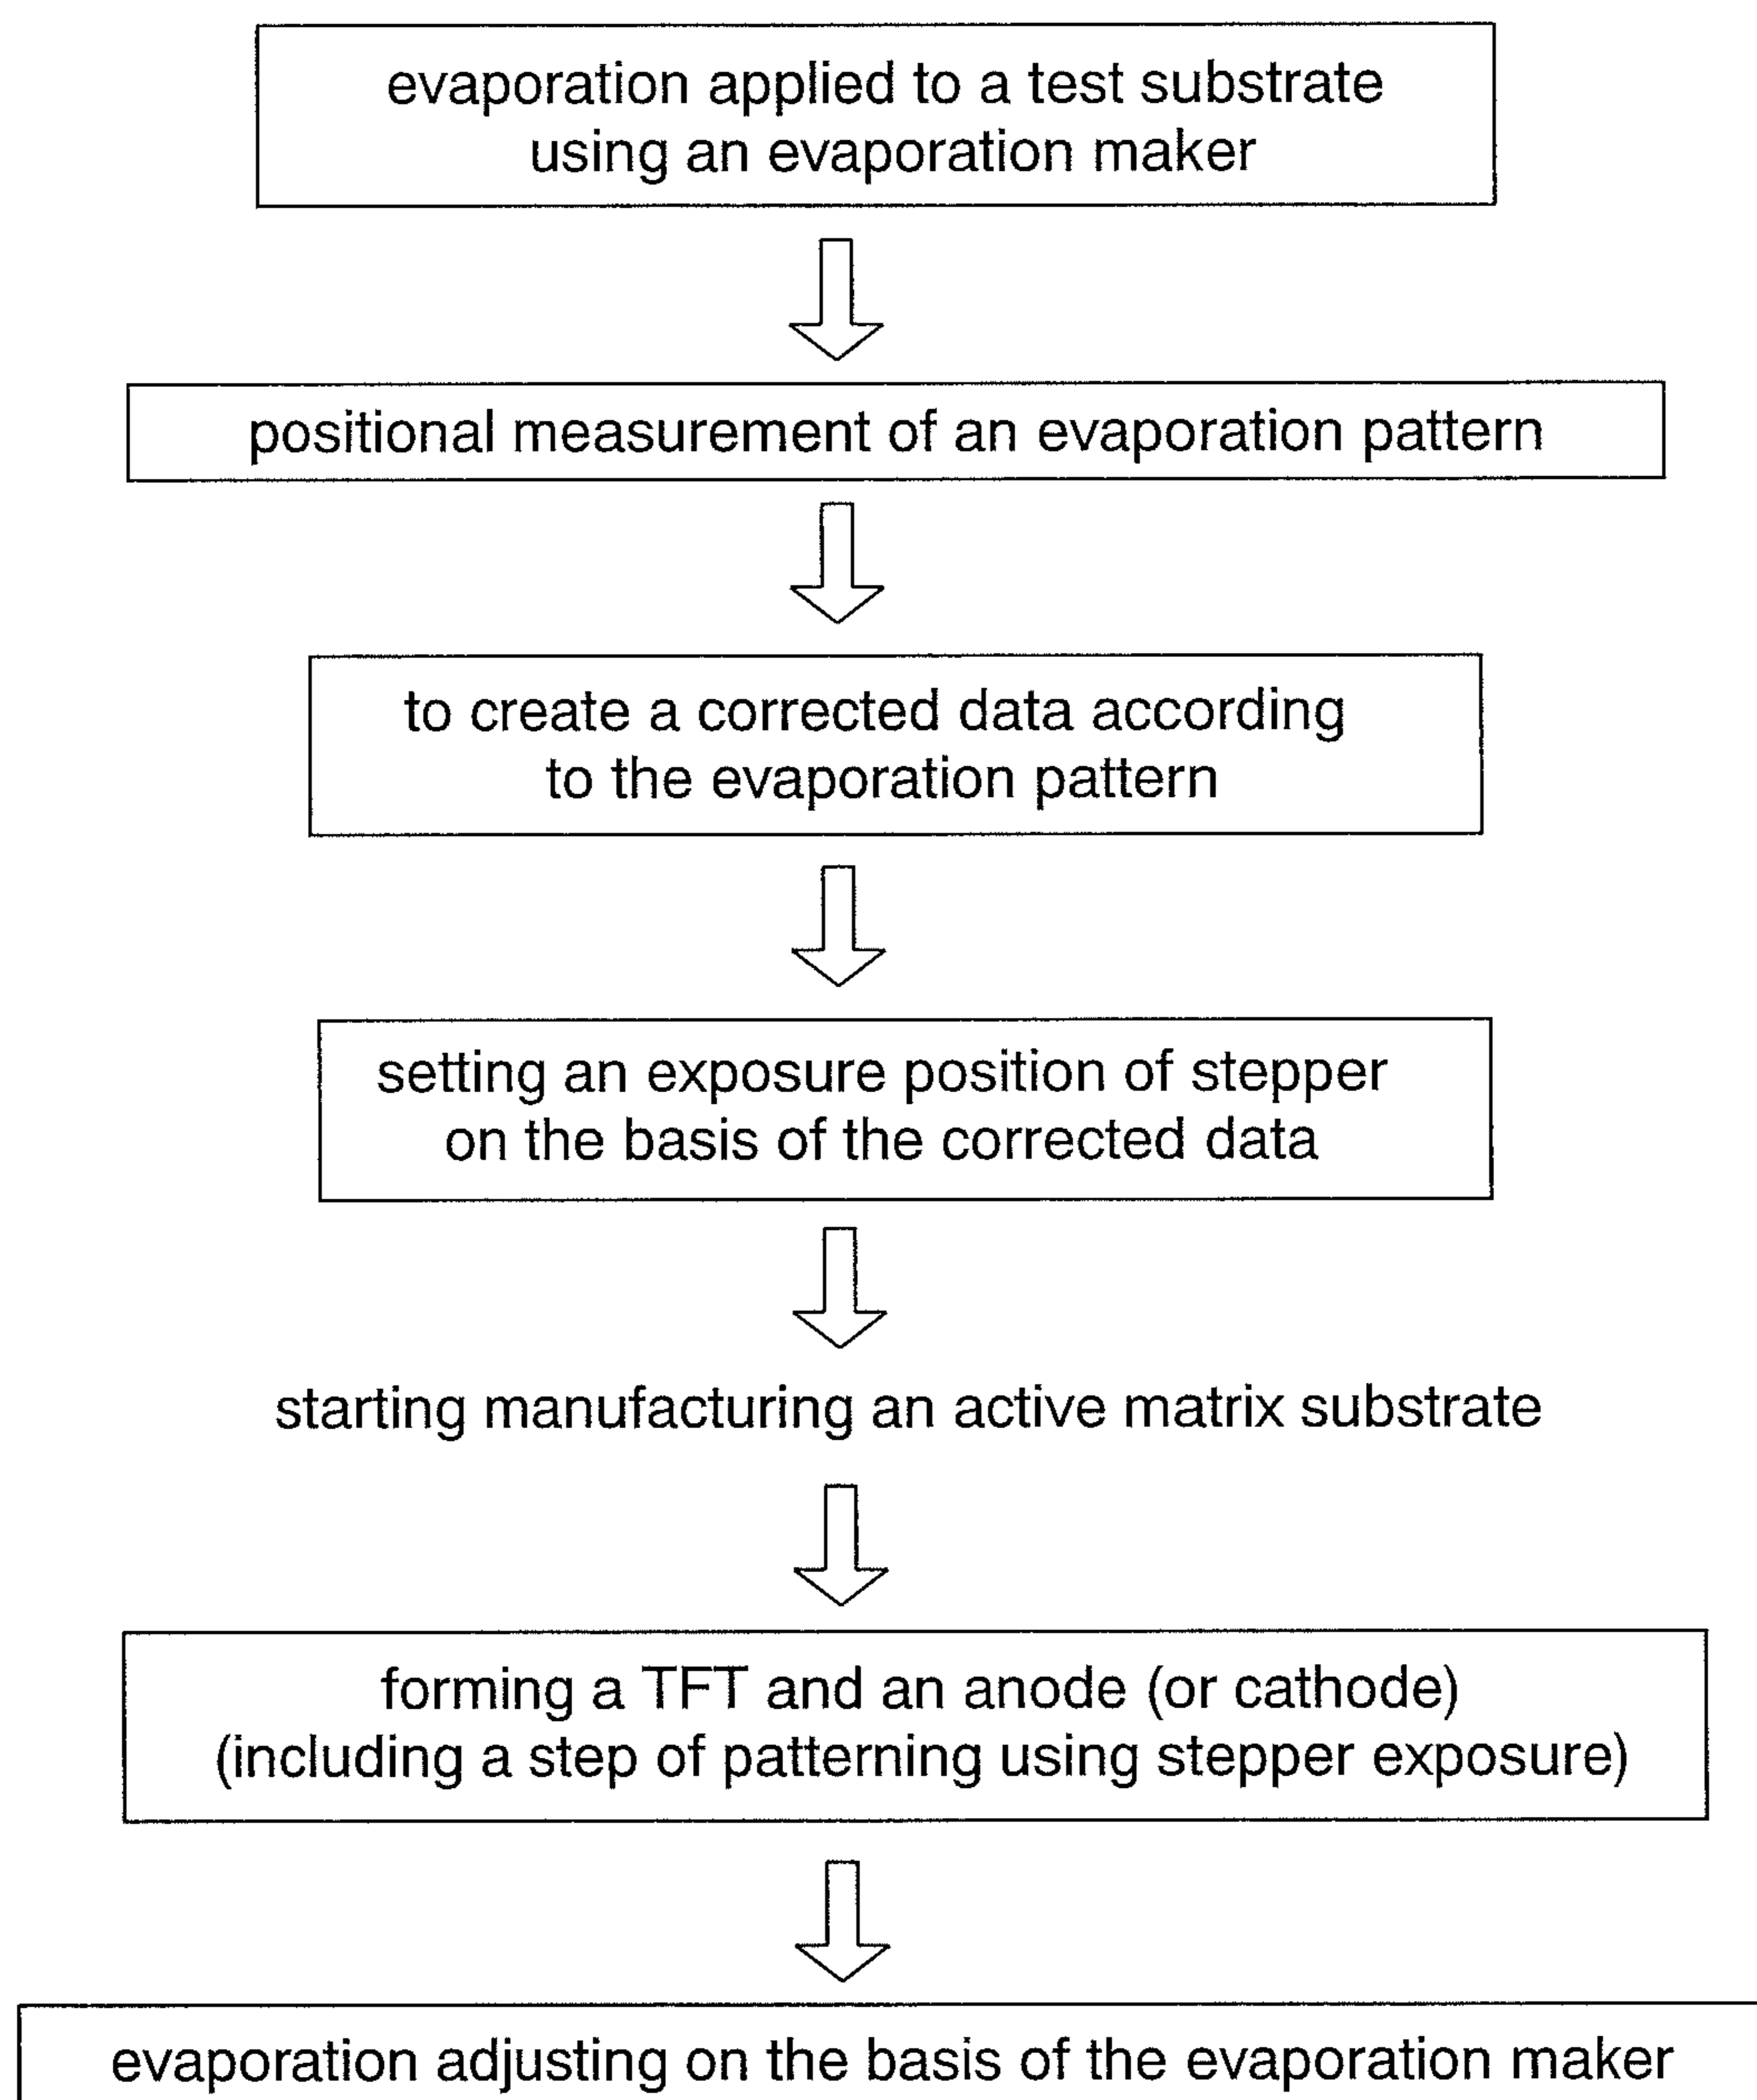 evaporation applied to a test substrate
using an evaporation maker
positional measurement of an evaporation pattern
to create a corrected data according
to the evaporation pattern
setting an exposure position of stepper
on the basis of the corrected data
starting manufacturing an active matrix substrate
forming a TFT and an anode (or cathode)
(including a step of patterning using stepper exposure)
evaporation adjusting on the basis of the evaporation maker